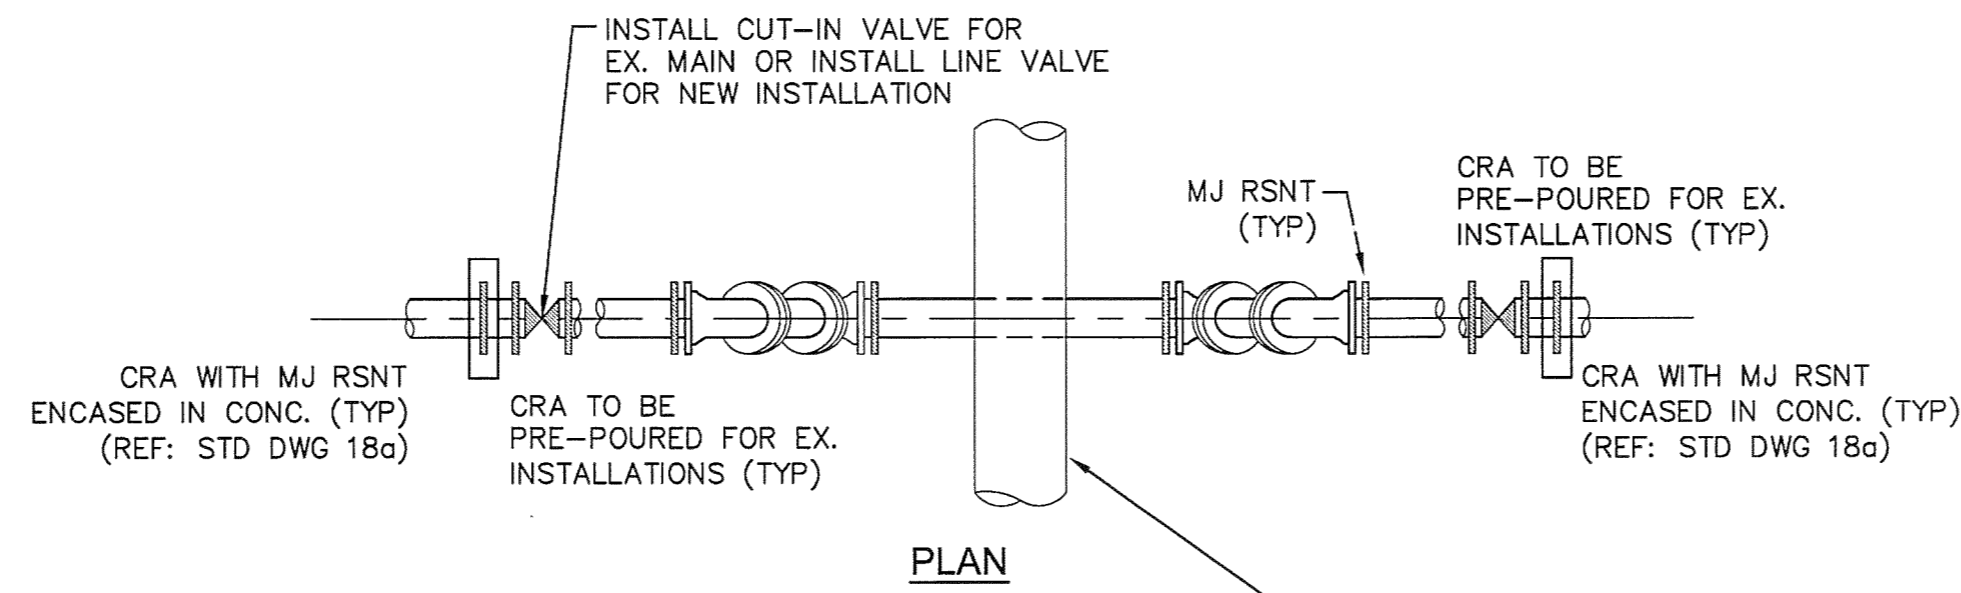 INSTALL CUT-IN VALVE FOR
EX. MAIN OR INSTALL LINE VALVE
FOR NEW INSTALLATION
MJ RSNT
(TYP)
CRA TO BE
PRE-POURED FOR EX.
INSTALLATIONS (TYP)
CRA WITH MJ RSNT
ENCASED IN CONC. (TYP)
(REF: STD DWG 18a)
CRA TO BE
PRE-POURED FOR EX.
INSTALLATIONS (TYP)
CRA WITH MJ RSNT
ENCASED IN CONC. (TYP)
(REF: STD DWG 18a)
PLAN